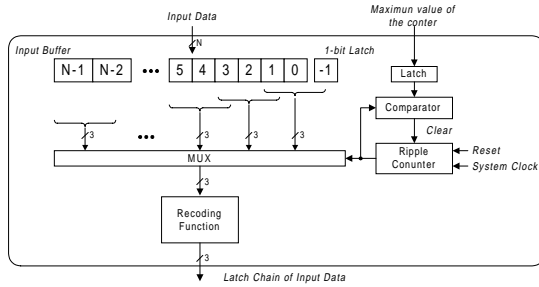 Input Data
Maximun value of
the conter
Input Buffer
N
1-bit Latch
N-1 N-2 ••• 5 4 3 2 1 0 -1
Latch
Comparator
Clear
3 ••• 3 3 3
MUX
Ripple
Conunter
Reset
System Clock
3
Recoding
Function
3
Latch Chain of Input Data